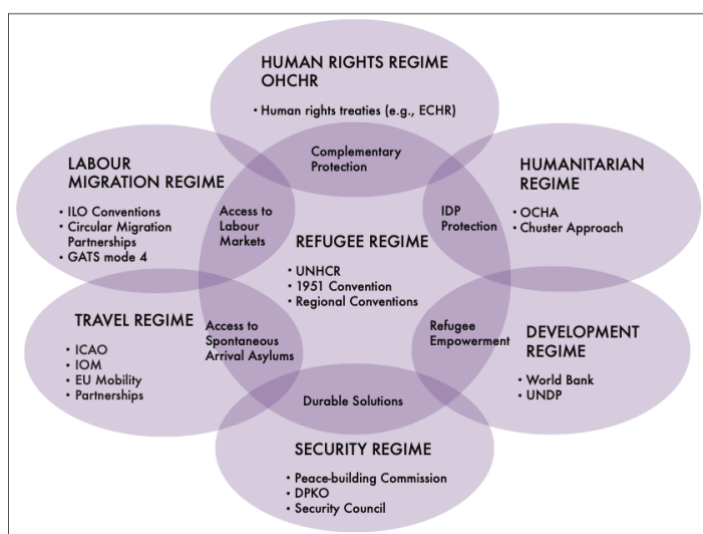 HUMAN RIGHTS REGIME
OHCHR
• Human rights treaties (e.g., ECHR)
Complementary
Protection
LABOUR
MIGRATION REGIME
• ILO Conventions
• Circular Migration
Partnerships
• GATS mode 4
Access to
Labour
Markets
HUMANITARIAN
REGIME
• OCHA
• Chuster Approach
IDP
Protection
REFUGEE REGIME
• UNHCR
• 1951 Convention
• Regional Conventions
TRAVEL REGIME
• ICAO
• IOM
• EU Mobility
• Partnerships
Access to
Spontaneous
Arrival Asylums
Refugee
Empowerment
DEVELOPMENT
REGIME
• World Bank
• UNDP
Durable Solutions
SECURITY REGIME
• Peace-building Commission
• DPKO
• Security Council